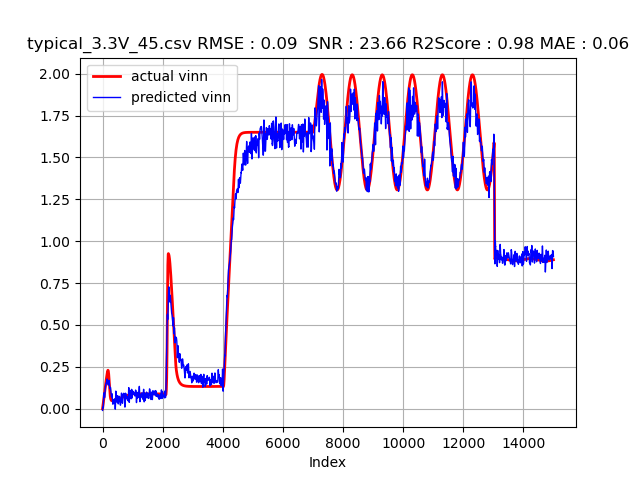 typical_3.3V_45.csv RMSE : 0.09  SNR : 23.66 R2Score : 0.98 MAE : 0.06
actual vinn
predicted vinn
2.00
1.75
1.50
1.25
1.00
0.75
0.50
0.25
0.00
0 2000 4000 6000 8000 10000 12000 14000
Index